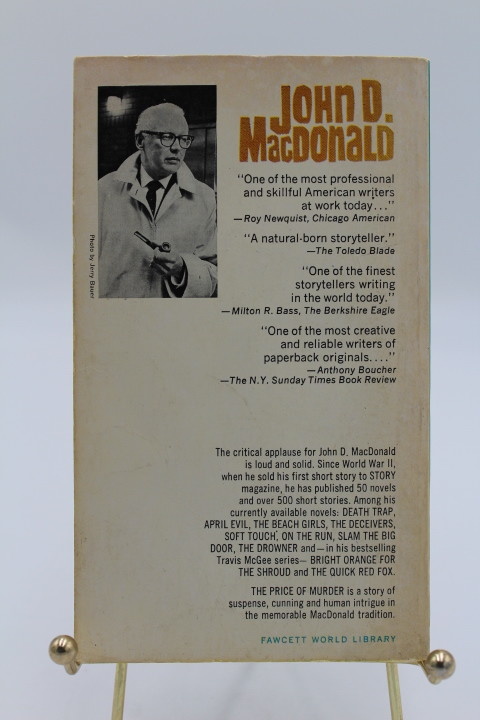 JOHN D.
MACDONALD
"One of the most professional
and skillful American writers
at work today..."
—Roy Newquist, Chicago American
"A natural-born storyteller."
—The Toledo Blade
"One of the finest
storytellers writing
in the world today."
—Milton R. Bass, The Berkshire Eagle
"One of the most creative
and reliable writers of
paperback originals...."
—Anthony Boucher
—The N.Y. Sunday Times Book Review
Photo by Jerry Bauer
The critical applause for John D. MacDonald
is loud and solid. Since World War II,
when he sold his first short story to STORY
magazine, he has published 50 novels
and over 500 short stories. Among his
currently available novels: DEATH TRAP,
APRIL EVIL, THE BEACH GIRLS, THE DECEIVERS,
SOFT TOUCH, ON THE RUN, SLAM THE BIG
DOOR, THE DROWNER and—in his bestselling
Travis McGee series—BRIGHT ORANGE FOR
THE SHROUD and THE QUICK RED FOX.
THE PRICE OF MURDER is a story of
suspense, cunning and human intrigue in
the memorable MacDonald tradition.
FAWCETT WORLD LIBRARY